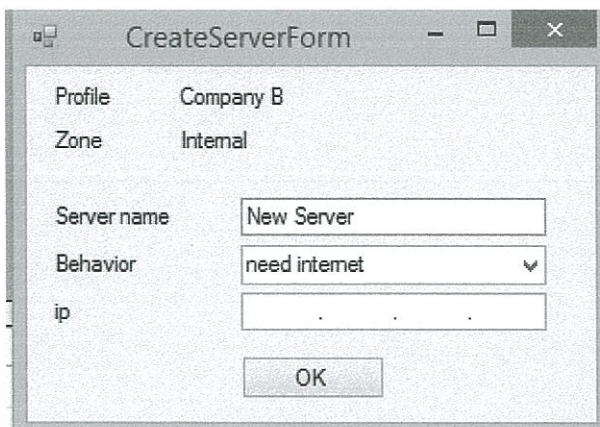 CreateServerForm
Profile Company B
Zone Internal
Server name New Server
Behavior need internet
ip . . .
OK